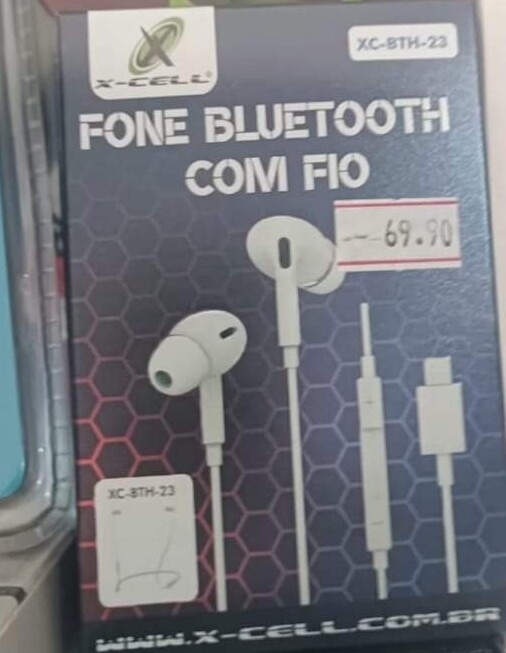 X-CELL®
XC-BTH-23
FONE BLUETOOTH
COM FIO
--69.90
XC-BTH-23
WWW.X-CELL.COM.BR